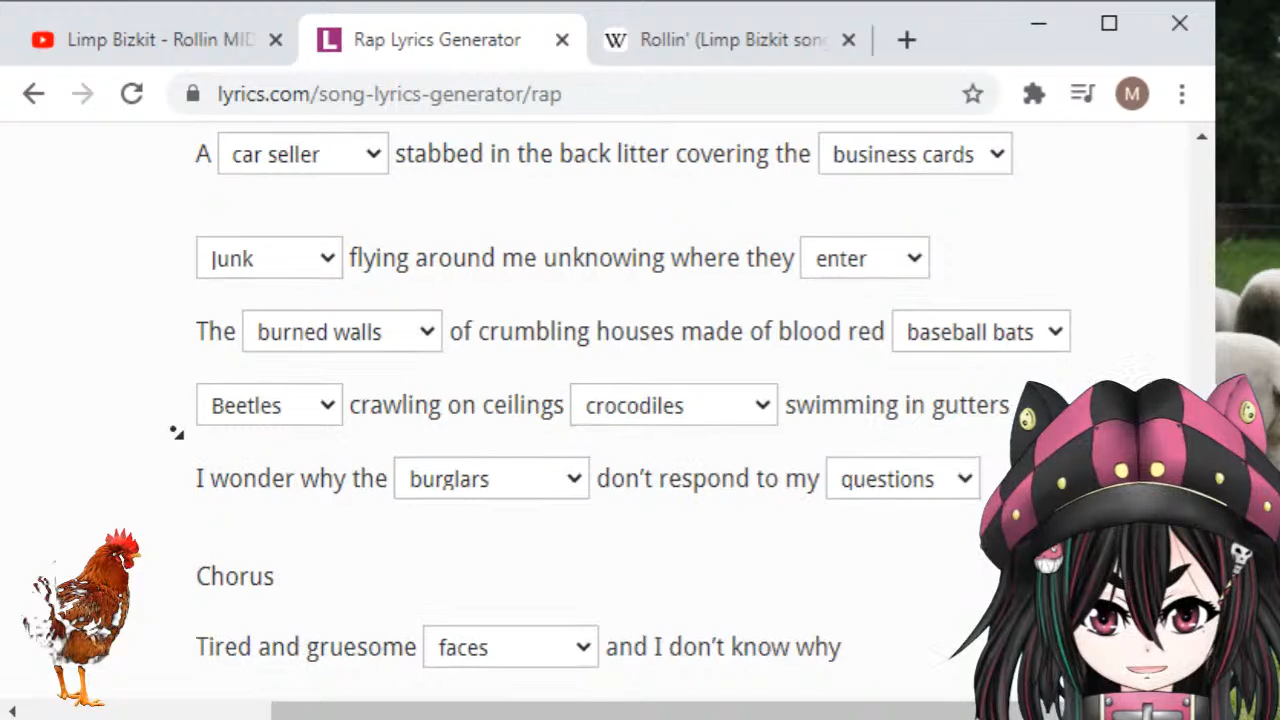 Limp Bizkit - Rollin MID
Rap Lyrics Generator
Rollin' (Limp Bizkit song
lyrics.com/song-lyrics-generator/rap
M
A car seller stabbed in the back litter covering the business cards
Junk flying around me unknowing where they enter
The burned walls of crumbling houses made of blood red baseball bats
Beetles crawling on ceilings crocodiles swimming in gutters
I wonder why the burglars don't respond to my questions
Chorus
Tired and gruesome faces and I don't know why